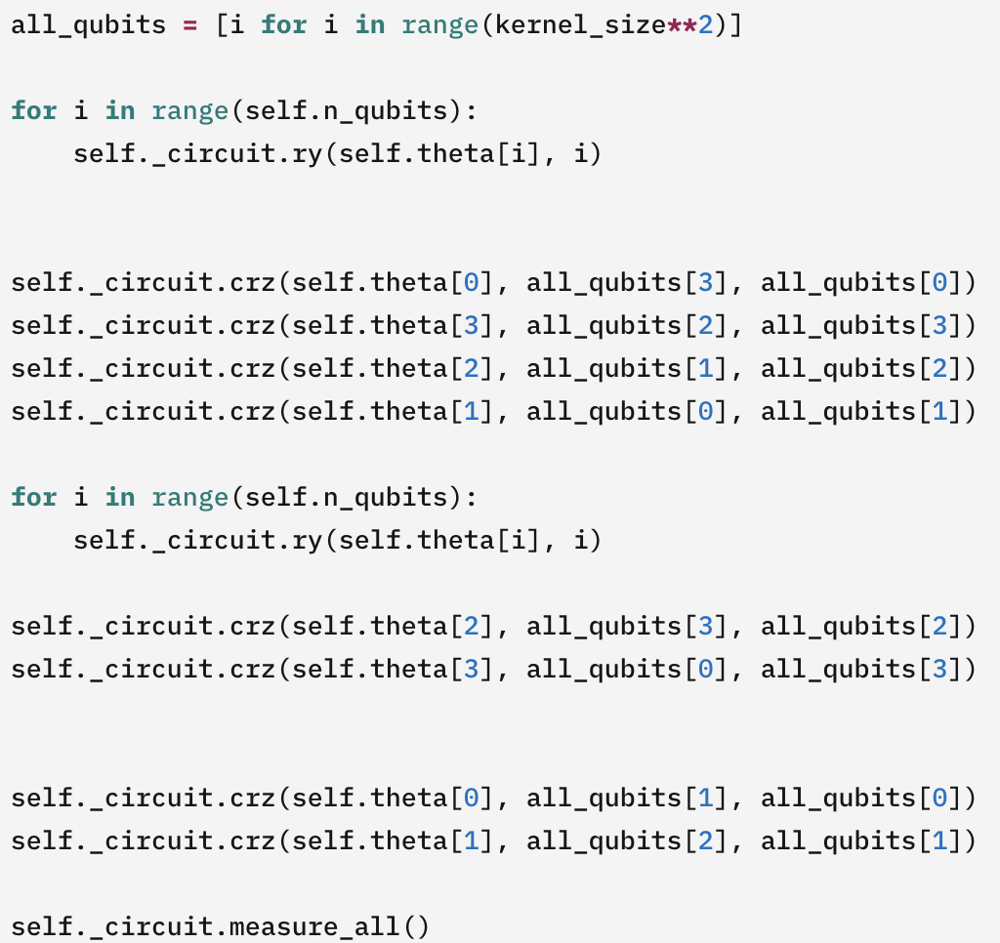 all_qubits = [i for i in range(kernel_size**2)]
for i in range(self.n_qubits):
    self._circuit.ry(self.theta[i], i)
self._circuit.crz(self.theta[0], all_qubits[3], all_qubits[0])
self._circuit.crz(self.theta[3], all_qubits[2], all_qubits[3])
self._circuit.crz(self.theta[2], all_qubits[1], all_qubits[2])
self._circuit.crz(self.theta[1], all_qubits[0], all_qubits[1])
for i in range(self.n_qubits):
    self._circuit.ry(self.theta[i], i)
self._circuit.crz(self.theta[2], all_qubits[3], all_qubits[2])
self._circuit.crz(self.theta[3], all_qubits[0], all_qubits[3])
self._circuit.crz(self.theta[0], all_qubits[1], all_qubits[0])
self._circuit.crz(self.theta[1], all_qubits[2], all_qubits[1])
self._circuit.measure_all()